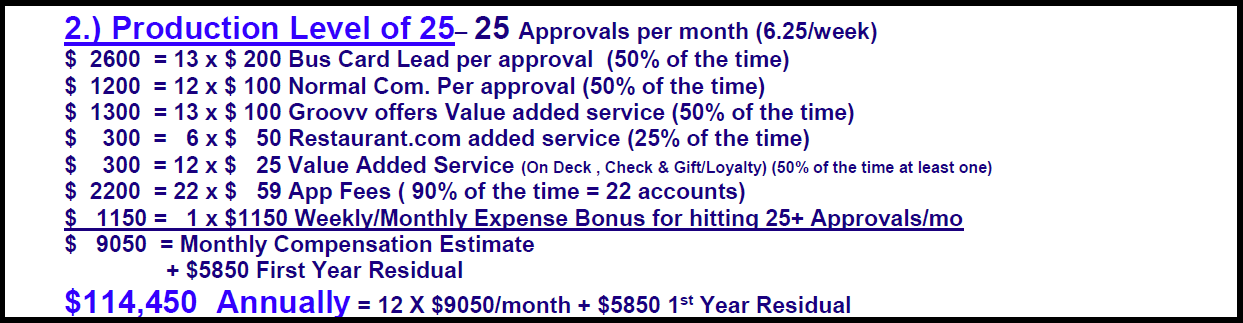 2.) Production Level of 25– 25 Approvals per month (6.25/week)
$ 2600 = 13 x $ 200 Bus Card Lead per approval (50% of the time)
$ 1200 = 12 x $ 100 Normal Com. Per approval (50% of the time)
$ 1300 = 13 x $ 100 Groovv offers Value added service (50% of the time)
$ 300 = 6 x $ 50 Restaurant.com added service (25% of the time)
$ 300 = 12 x $ 25 Value Added Service (On Deck , Check & Gift/Loyalty) (50% of the time at least one)
$ 2200 = 22 x $ 59 App Fees ( 90% of the time = 22 accounts)
$ 1150 = 1 x $1150 Weekly/Monthly Expense Bonus for hitting 25+ Approvals/mo
$ 9050 = Monthly Compensation Estimate
+ $5850 First Year Residual
$114,450 Annually = 12 X $9050/month + $5850 1st Year Residual